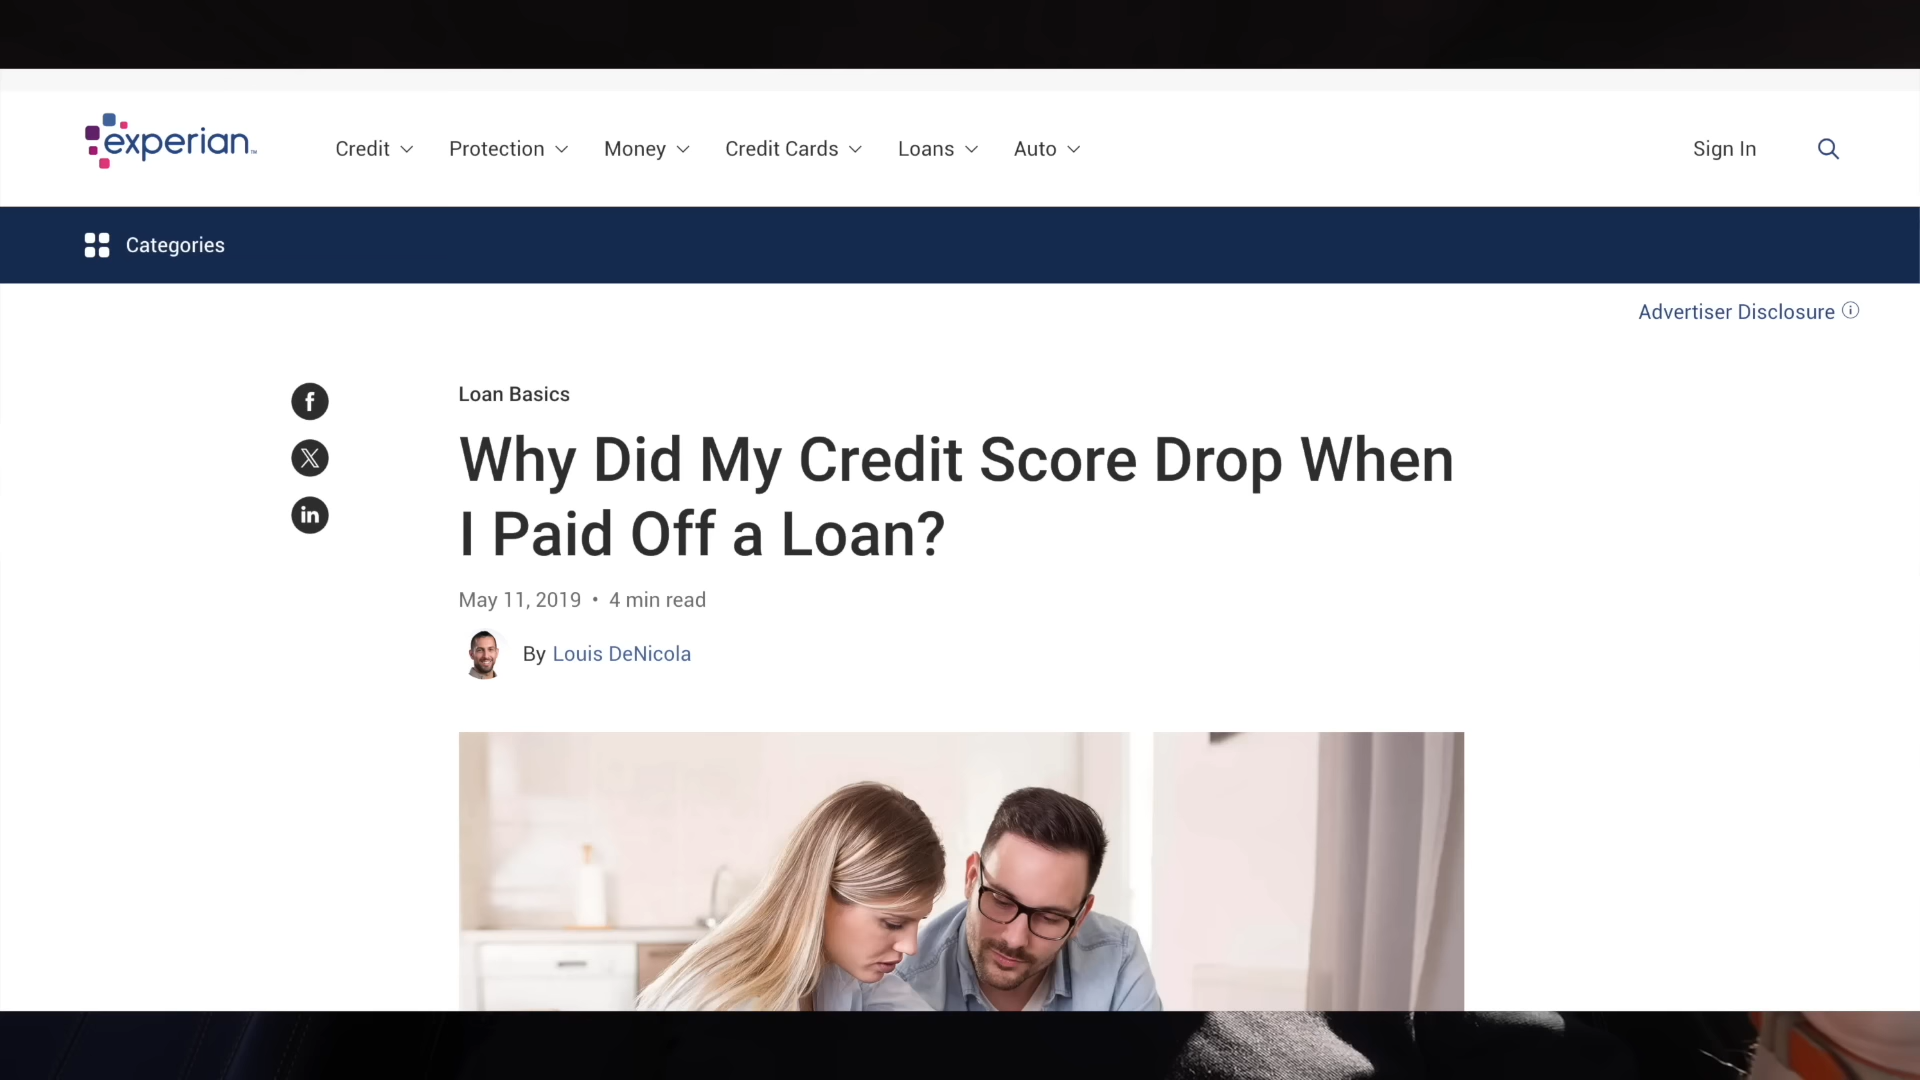 experian™
Credit
Protection
Money
Credit Cards
Loans
Auto
Sign In
Categories
Advertiser Disclosure
Loan Basics
Why Did My Credit Score Drop When
I Paid Off a Loan?
May 11, 2019 • 4 min read
By Louis DeNicola